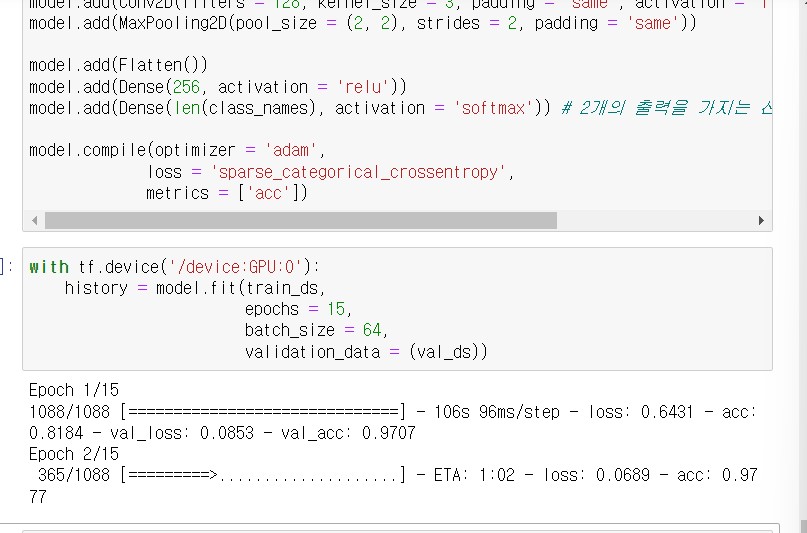 model.add(Conv2D(filters = 128, kernel_size = 3, padding = 'same', activation = 'r
model.add(MaxPooling2D(pool_size = (2, 2), strides = 2, padding = 'same'))
model.add(Flatten())
model.add(Dense(256, activation = 'relu'))
model.add(Dense(len(class_names), activation = 'softmax')) # 2개의 출력을 가지는
model.compile(optimizer = 'adam',
loss = 'sparse_categorical_crossentropy',
metrics = ['acc'])
]: with tf.device('/device:GPU:0'):
history = model.fit(train_ds,
epochs = 15,
batch_size = 64,
validation_data = (val_ds))
Epoch 1/15
1088/1088 [==============================] - 106s 96ms/step - loss: 0.6431 - acc:
0.8184 - val_loss: 0.0853 - val_acc: 0.9707
Epoch 2/15
365/1088 [=========>....................] - ETA: 1:02 - loss: 0.0689 - acc: 0.97
77